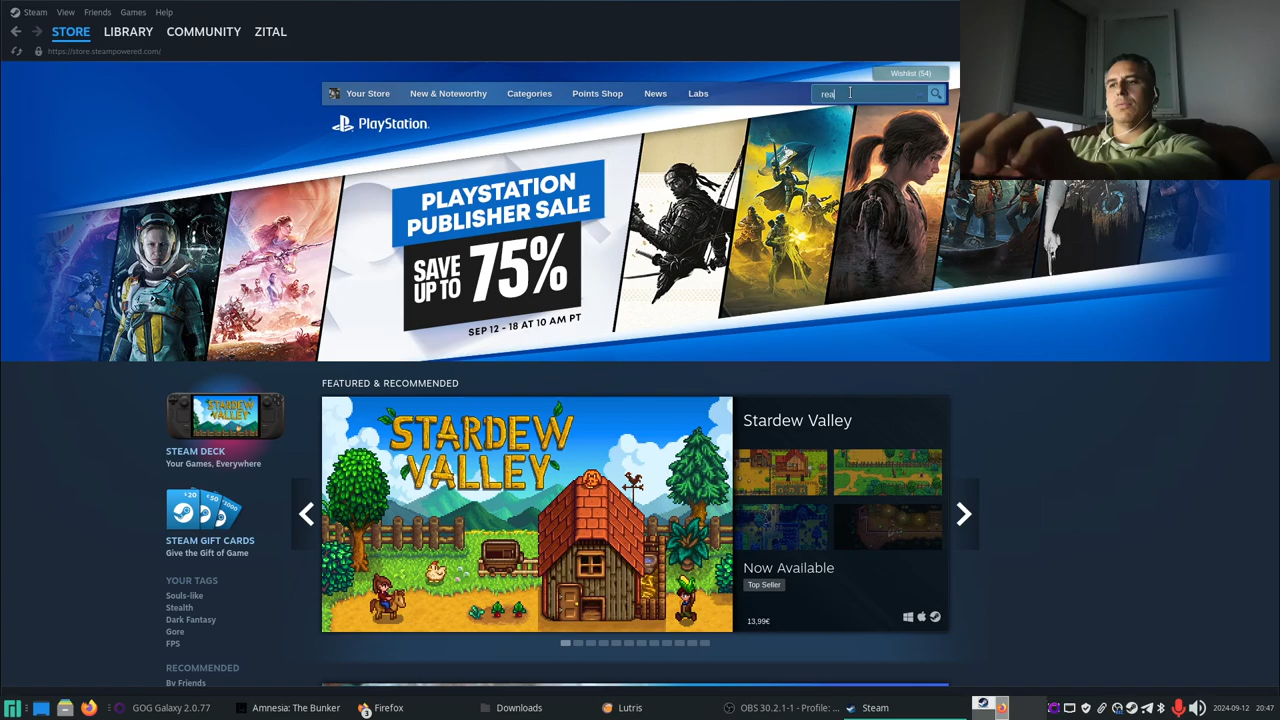 Steam View Friends Games Help
STORE LIBRARY COMMUNITY ZITAL
https://store.steampowered.com/
Wishlist (54)
Your Store New & Noteworthy Categories Points Shop News Labs rea
PlayStation.
PLAYSTATION
PUBLISHER SALE
SAVE UP TO 75%
SEP 12 - 18 AT 10 AM PT
FEATURED & RECOMMENDED
STARDEW VALLEY
Stardew Valley
STEAM DECK
Your Games, Everywhere
$20 $50
STEAM GIFT CARDS
Give the Gift of Game
Now Available
Top Seller
13,99€
YOUR TAGS
Souls-like
Stealth
Dark Fantasy
Gore
FPS
RECOMMENDED
By Friends
GOG Galaxy 2.0.77 Amnesia: The Bunker 3 Firefox Downloads Lutris OBS 30.2.1-1 - Profile: ... Steam 2024-09-12 20:47